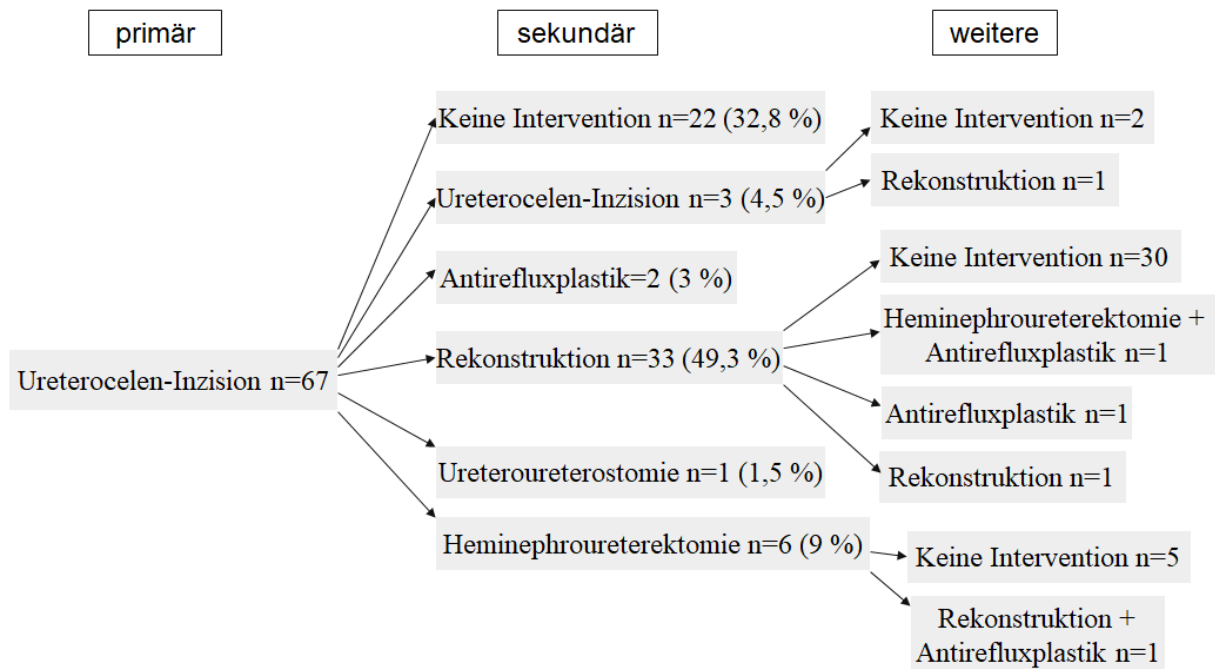 primär
sekundär
weitere
Keine Intervention n=22 (32,8 %)
Keine Intervention n=2
Ureterocelen-Inzision n=3 (4,5 %)
Rekonstruktion n=1
Antirefluxplastik=2 (3 %)
Keine Intervention n=30
Heminephroureterektomie +
Antirefluxplastik n=1
Ureterocelen-Inzision n=67
Rekonstruktion n=33 (49,3 %)
Antirefluxplastik n=1
Ureteroureterostomie n=1 (1,5 %)
Rekonstruktion n=1
Heminephroureterektomie n=6 (9 %)
Keine Intervention n=5
Rekonstruktion +
Antirefluxplastik n=1